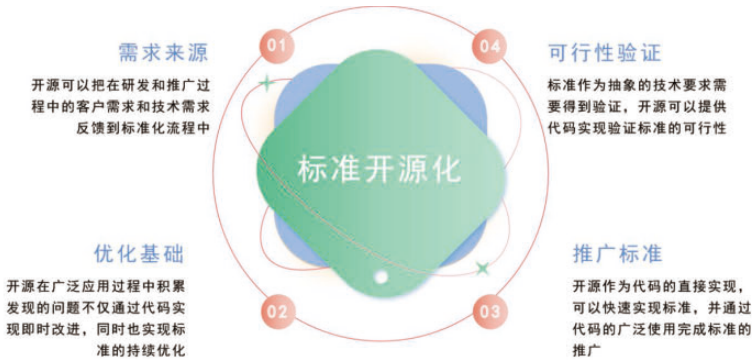 需求来源
01
开源可以把在研发和推广过
程中的客户需求和技术需求
反馈到标准化流程中
04
可行性验证
标准作为抽象的技术要求需
要得到验证，开源可以提供
代码实现验证标准的可行性
标准开源化
优化基础
02
开源在广泛应用过程中积累
发现的问题不仅通过代码实
现即时改进，同时也实现标
准的持续优化
03
推广标准
开源作为代码的直接实现，
可以快速实现标准，并通过
代码的广泛使用完成标准的
推广